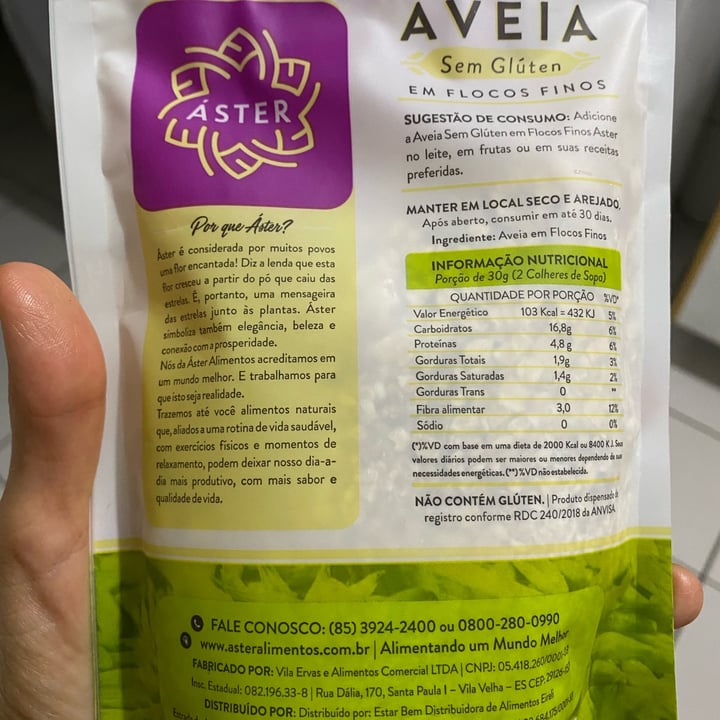 ÁSTER
Por que Áster?
Áster é considerada por muitos povos
uma flor encantada! Diz a lenda que esta
flor cresceu a partir do pó que caiu das
estrelas. É, portanto, uma mensageira
das estrelas junto às plantas. Áster
simboliza também elegância, beleza e
conexão com a prosperidade.
Nós da Áster Alimentos acreditamos em
um mundo melhor. E trabalhamos para
que isto seja realidade.
Trazemos até você alimentos naturais
que, aliados a uma rotina de vida saudável,
com exercícios físicos e momentos de
relaxamento, podem deixar nosso dia-a-
dia mais produtivo, com mais sabor e
qualidade de vida.
AVEIA
Sem Glúten
EM FLOCOS FINOS
SUGESTÃO DE CONSUMO: Adicione
a Aveia Sem Glúten em Flocos Finos Aster
no leite, em frutas ou em suas receitas
preferidas.
MANTER EM LOCAL SECO E AREJADO.
Após aberto, consumir em até 30 dias.
Ingrediente: Aveia em Flocos Finos
INFORMAÇÃO NUTRICIONAL
Porção de 30g (2 Colheres de Sopa)
QUANTIDADE POR PORÇÃO %VD*
Valor Energético 103 Kcal = 432 KJ 5%
Carboidratos 16,8g 6%
Proteínas 4,8 g 6%
Gorduras Totais 1,9g 3%
Gorduras Saturadas 1,4g 2%
Gorduras Trans 0 **
Fibra alimentar 3,0 12%
Sódio 0 0%
(*)%VD com base em uma dieta de 2000 Kcal ou 8400 KJ. Seus
valores diários podem ser maiores ou menores dependendo de suas
necessidades energéticas. (**) %VD não estabelecida.
NÃO CONTÉM GLÚTEN. | Produto dispensado de
registro conforme RDC 240/2018 da ANVISA
FALE CONOSCO: (85) 3924-2400 ou 0800-280-0990
www.asteralimentos.com.br | Alimentando um Mundo Melhor
FABRICADO POR: Vila Ervas e Alimentos Comercial LTDA | CNPJ: 05.418.260/0001-
Insc. Estadual: 082.196.33-8 | Rua Dália, 170, Santa Paula I – Vila Velha – ES CEP.
DISTRIBUÍDO POR: Distribuído por: Estar Bem Distribuidora de Alimentos Eireli